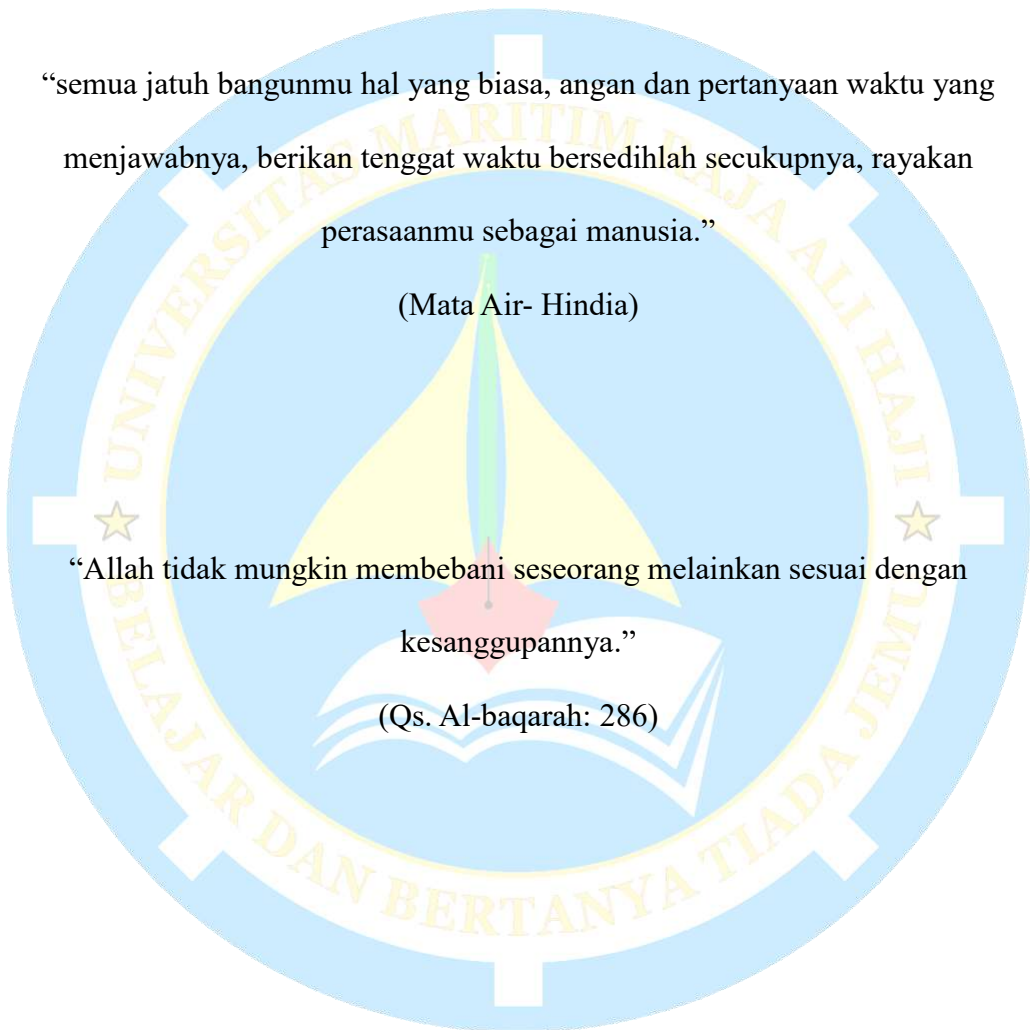 “semua jatuh bangunmu hal yang biasa, angan dan pertanyaan waktu yang
menjawabnya, berikan tenggat waktu bersedihlah secukupnya, rayakan
perasaanmu sebagai manusia.”
(Mata Air- Hindia)
“Allah tidak mungkin membebani seseorang melainkan sesuai dengan
kesanggupannya.”
(Qs. Al-baqarah: 286)
UNIVERSITAS MARITIM RAJA ALI HAJI
BELAJAR DAN BERTANYA TIADA JEMU